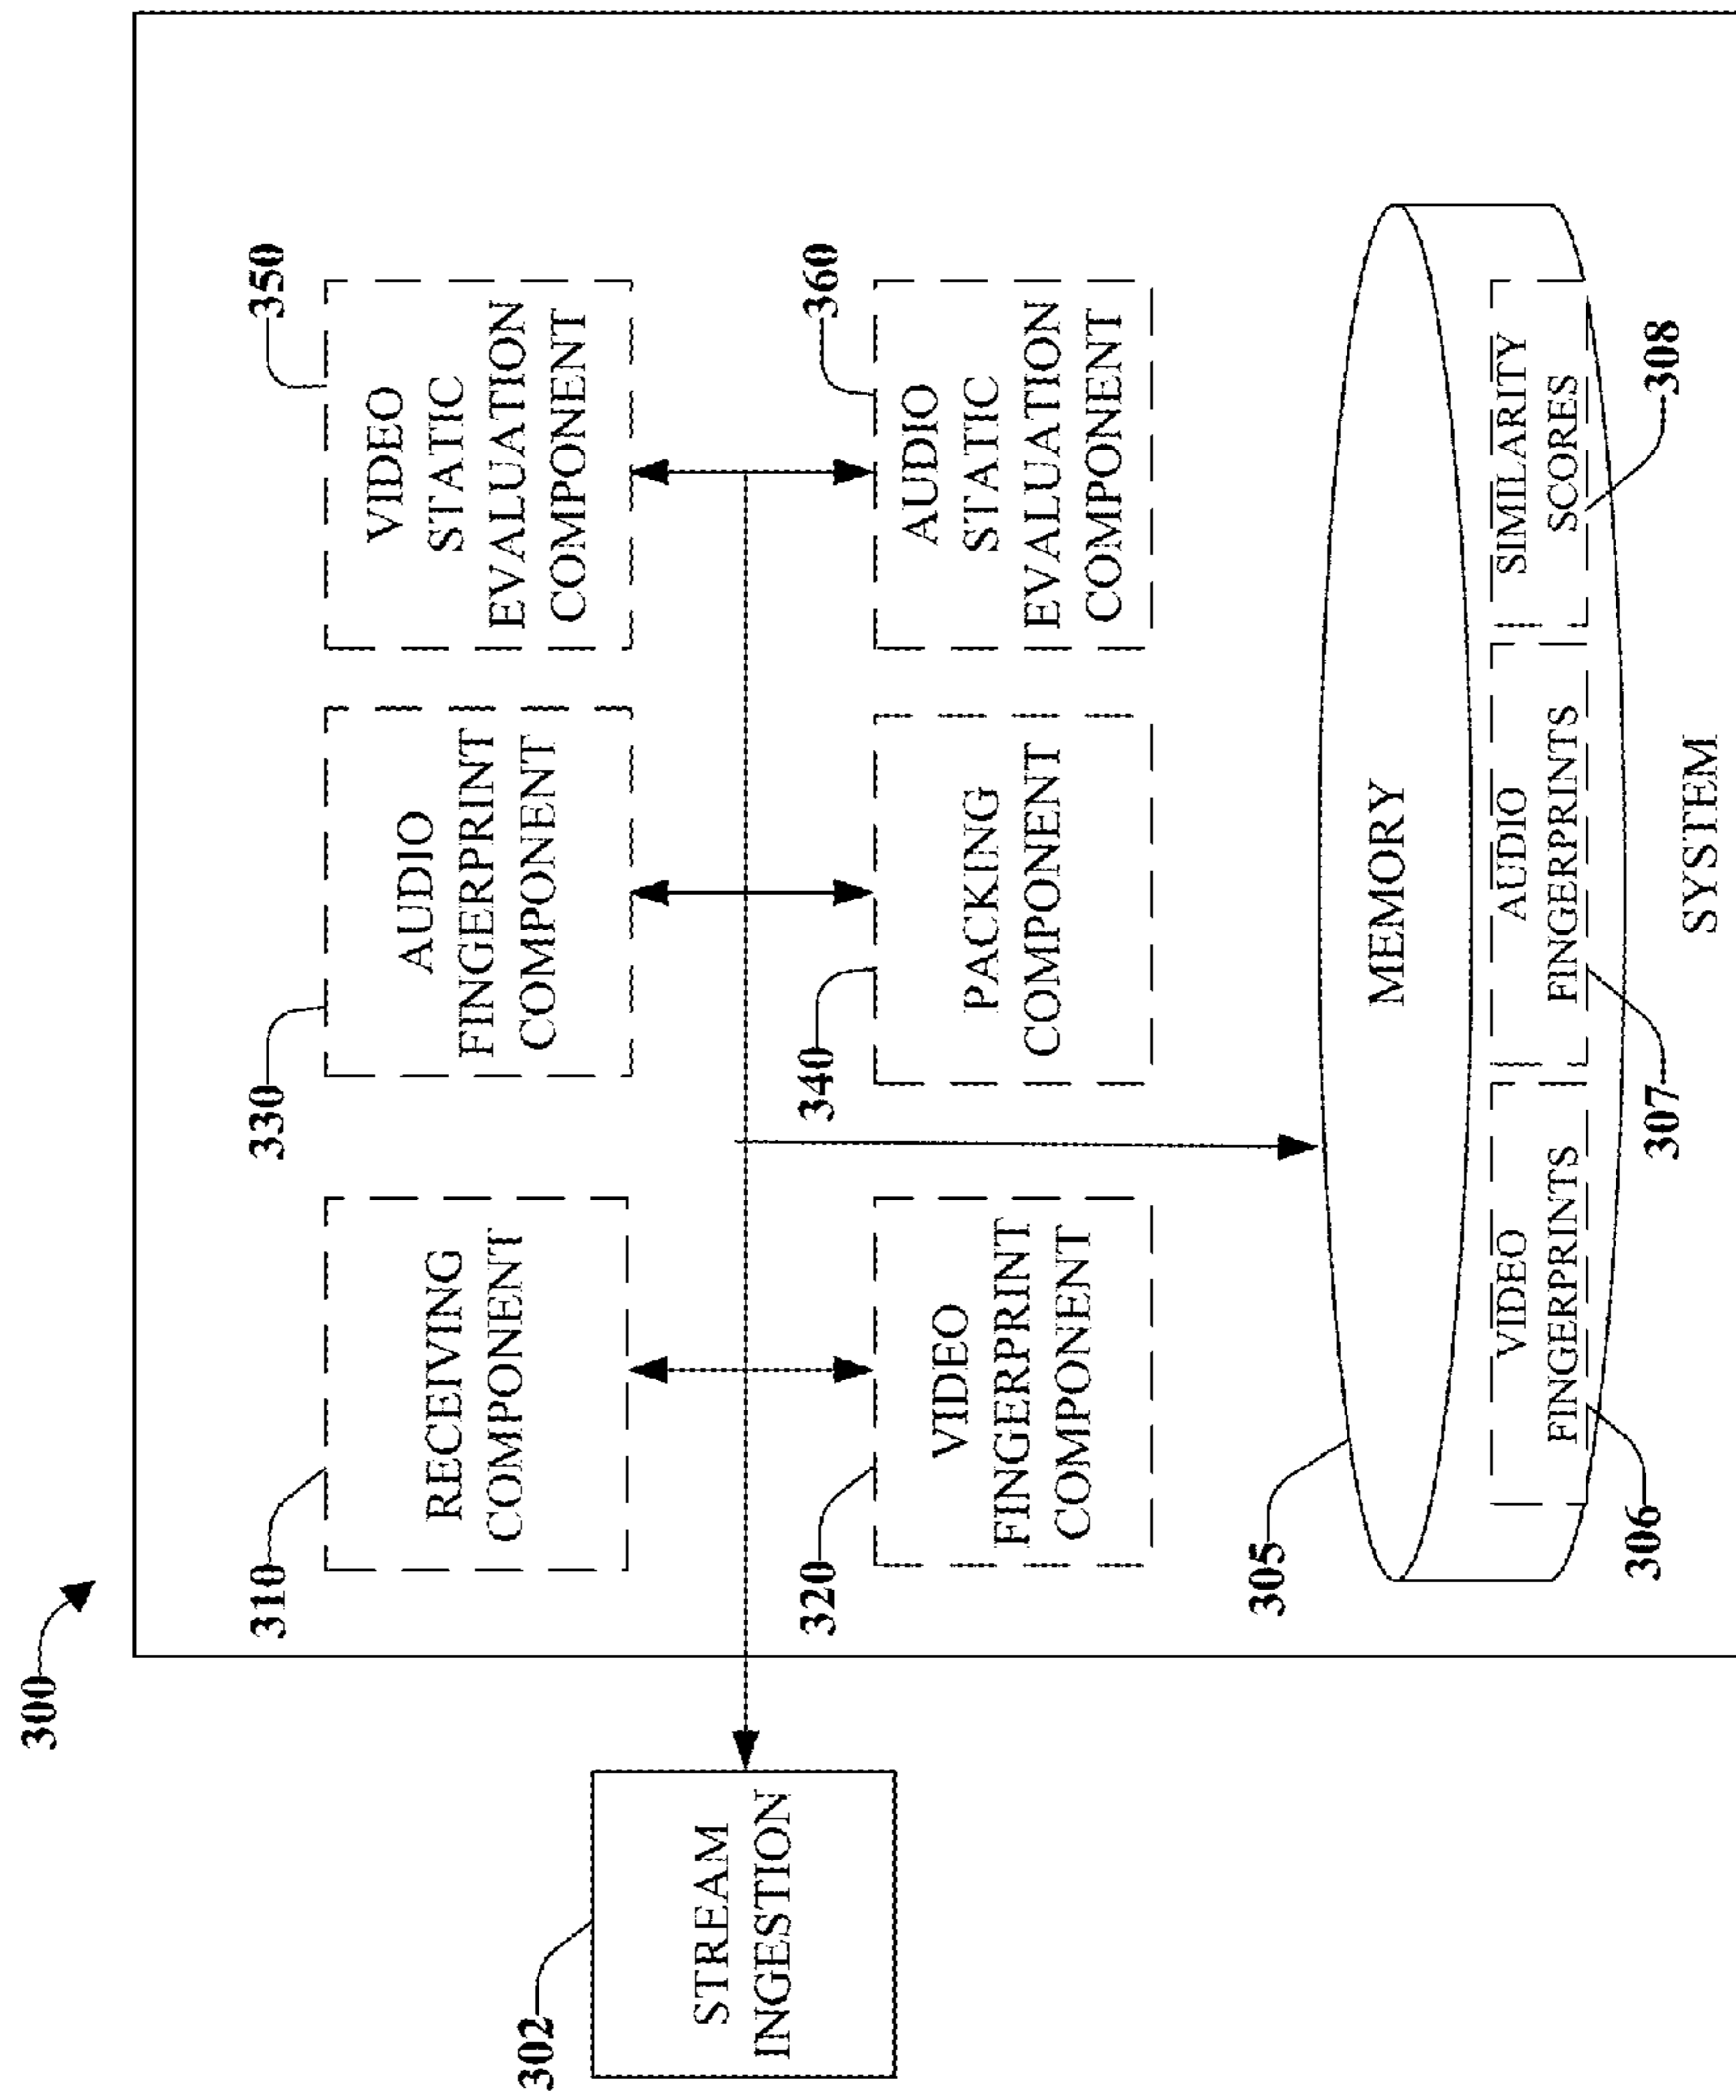 300
302
STREAM
INGESTION
310
RECEIVING
COMPONENT
330
AUDIO
FINGERPRINT
COMPONENT
350
VIDEO
STATIC
EVALUATION
COMPONENT
320
VIDEO
FINGERPRINT
COMPONENT
340
PACKING
COMPONENT
360
AUDIO
STATIC
EVALUATION
COMPONENT
305
MEMORY
VIDEO
FINGERPRINTS
AUDIO
FINGERPRINTS
SIMILARITY
SCORES
306
307
308
SYSTEM